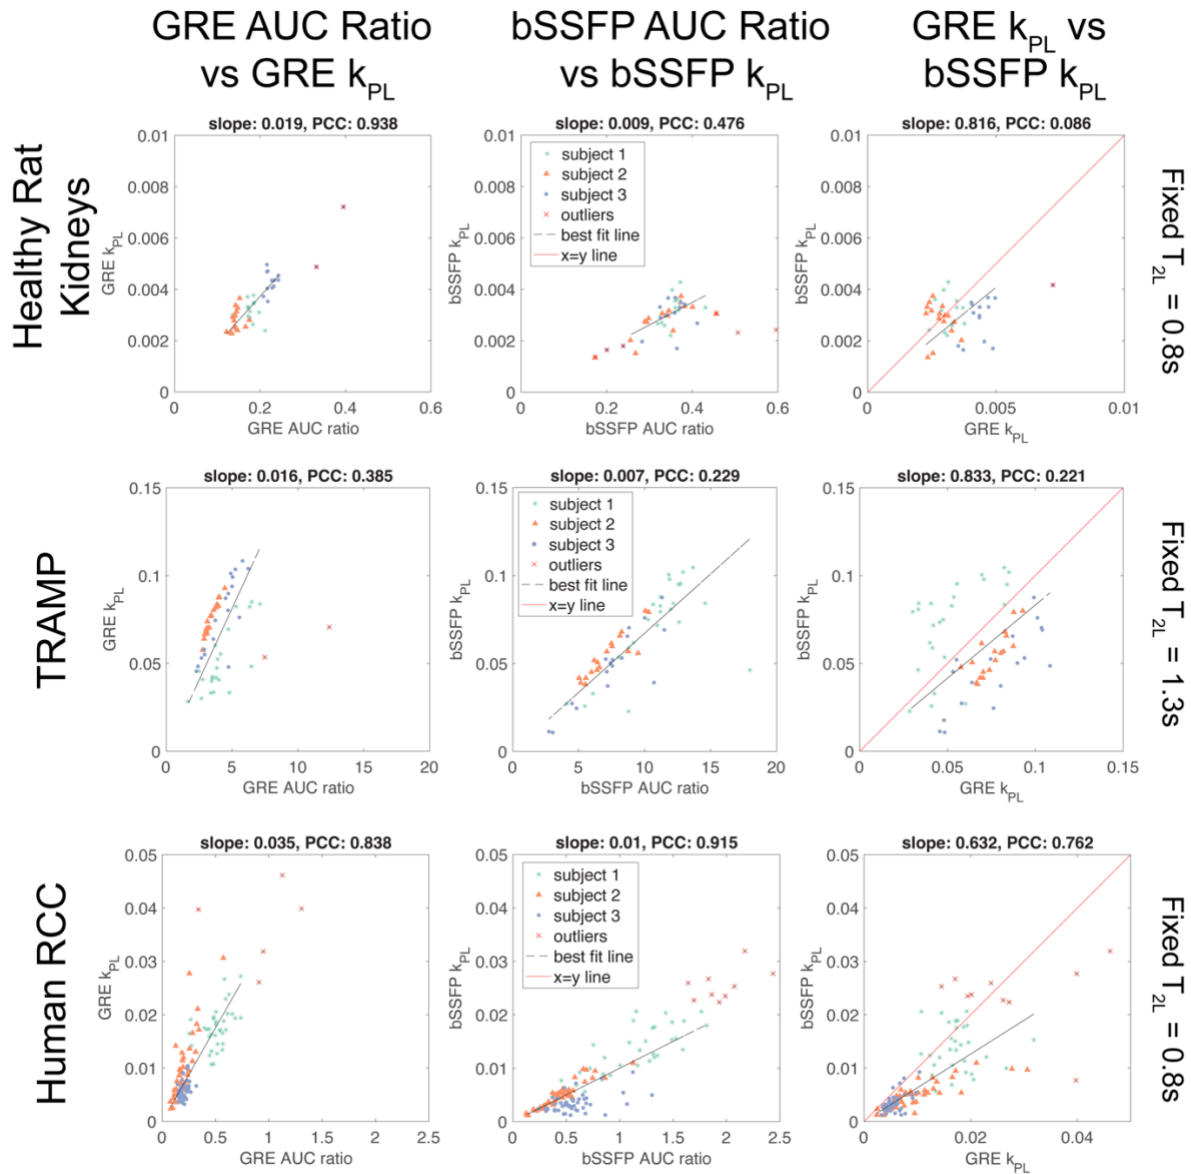 GRE AUC Ratio
vs GRE kPL
bSSFP AUC Ratio
vs bSSFP kPL
GRE kPL vs
bSSFP kPL
Healthy Rat
Kidneys
slope: 0.019, PCC: 0.938
GRE kPL
0.01
0.008
0.006
0.004
0.002
0
0 0.2 0.4 0.6
GRE AUC ratio
slope: 0.009, PCC: 0.476
bSSFP kPL
0.01
0.008
0.006
0.004
0.002
0
subject 1
subject 2
subject 3
outliers
best fit line
x=y line
0 0.2 0.4 0.6
bSSFP AUC ratio
slope: 0.816, PCC: 0.086
bSSFP kPL
0.01
0.008
0.006
0.004
0.002
0
0 0.005 0.01
GRE kPL
Fixed T2L = 0.8s
TRAMP
slope: 0.016, PCC: 0.385
GRE kPL
0.15
0.1
0.05
0
0 5 10 15 20
GRE AUC ratio
slope: 0.007, PCC: 0.229
bSSFP kPL
0.15
0.1
0.05
0
subject 1
subject 2
subject 3
outliers
best fit line
x=y line
0 5 10 15 20
bSSFP AUC ratio
slope: 0.833, PCC: 0.221
bSSFP kPL
0.15
0.1
0.05
0
0 0.05 0.1 0.15
GRE kPL
Fixed T2L = 1.3s
Human RCC
slope: 0.035, PCC: 0.838
GRE kPL
0.05
0.04
0.03
0.02
0.01
0
0 0.5 1 1.5 2 2.5
GRE AUC ratio
slope: 0.01, PCC: 0.915
bSSFP kPL
0.05
0.04
0.03
0.02
0.01
0
subject 1
subject 2
subject 3
outliers
best fit line
x=y line
0 0.5 1 1.5 2 2.5
bSSFP AUC ratio
slope: 0.632, PCC: 0.762
bSSFP kPL
0.05
0.04
0.03
0.02
0.01
0
0 0.02 0.04
GRE kPL
Fixed T2L = 0.8s